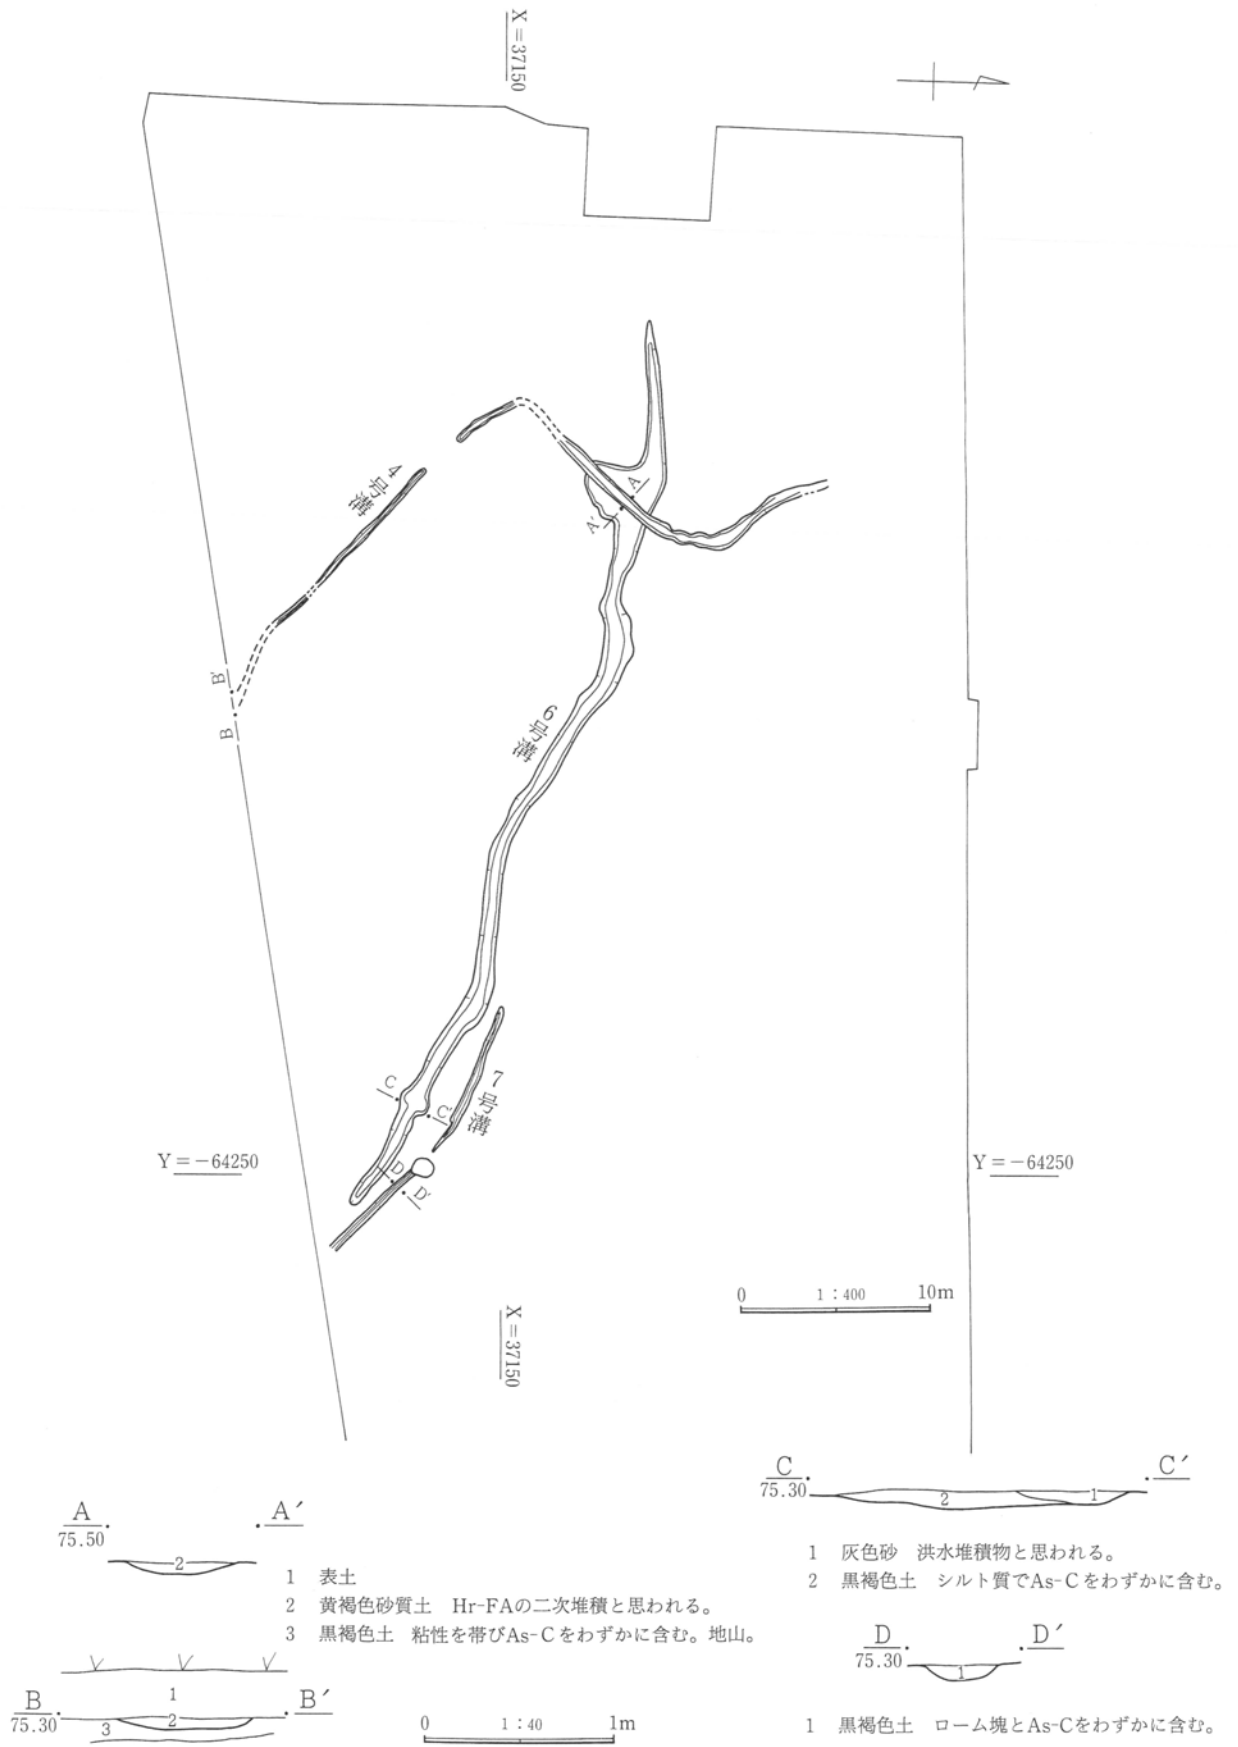 X=37150
4号溝
A
A′
B′
B
6号溝
C
C′
7号溝
D
D′
Y=-64250
Y=-64250
0 1:400 10m
X=37150
A A′
75.50
2
1 表土
2 黄褐色砂質土 Hr-FAの二次堆積と思われる。
3 黒褐色土 粘性を帯びAs-Cをわずかに含む。地山。
B B′
75.30
1
2
3
0 1:40 1m
C C′
75.30
2 1
1 灰色砂 洪水堆積物と思われる。
2 黒褐色土 シルト質でAs-Cをわずかに含む。
D D′
75.30
1
1 黒褐色土 ローム塊とAs-Cをわずかに含む。